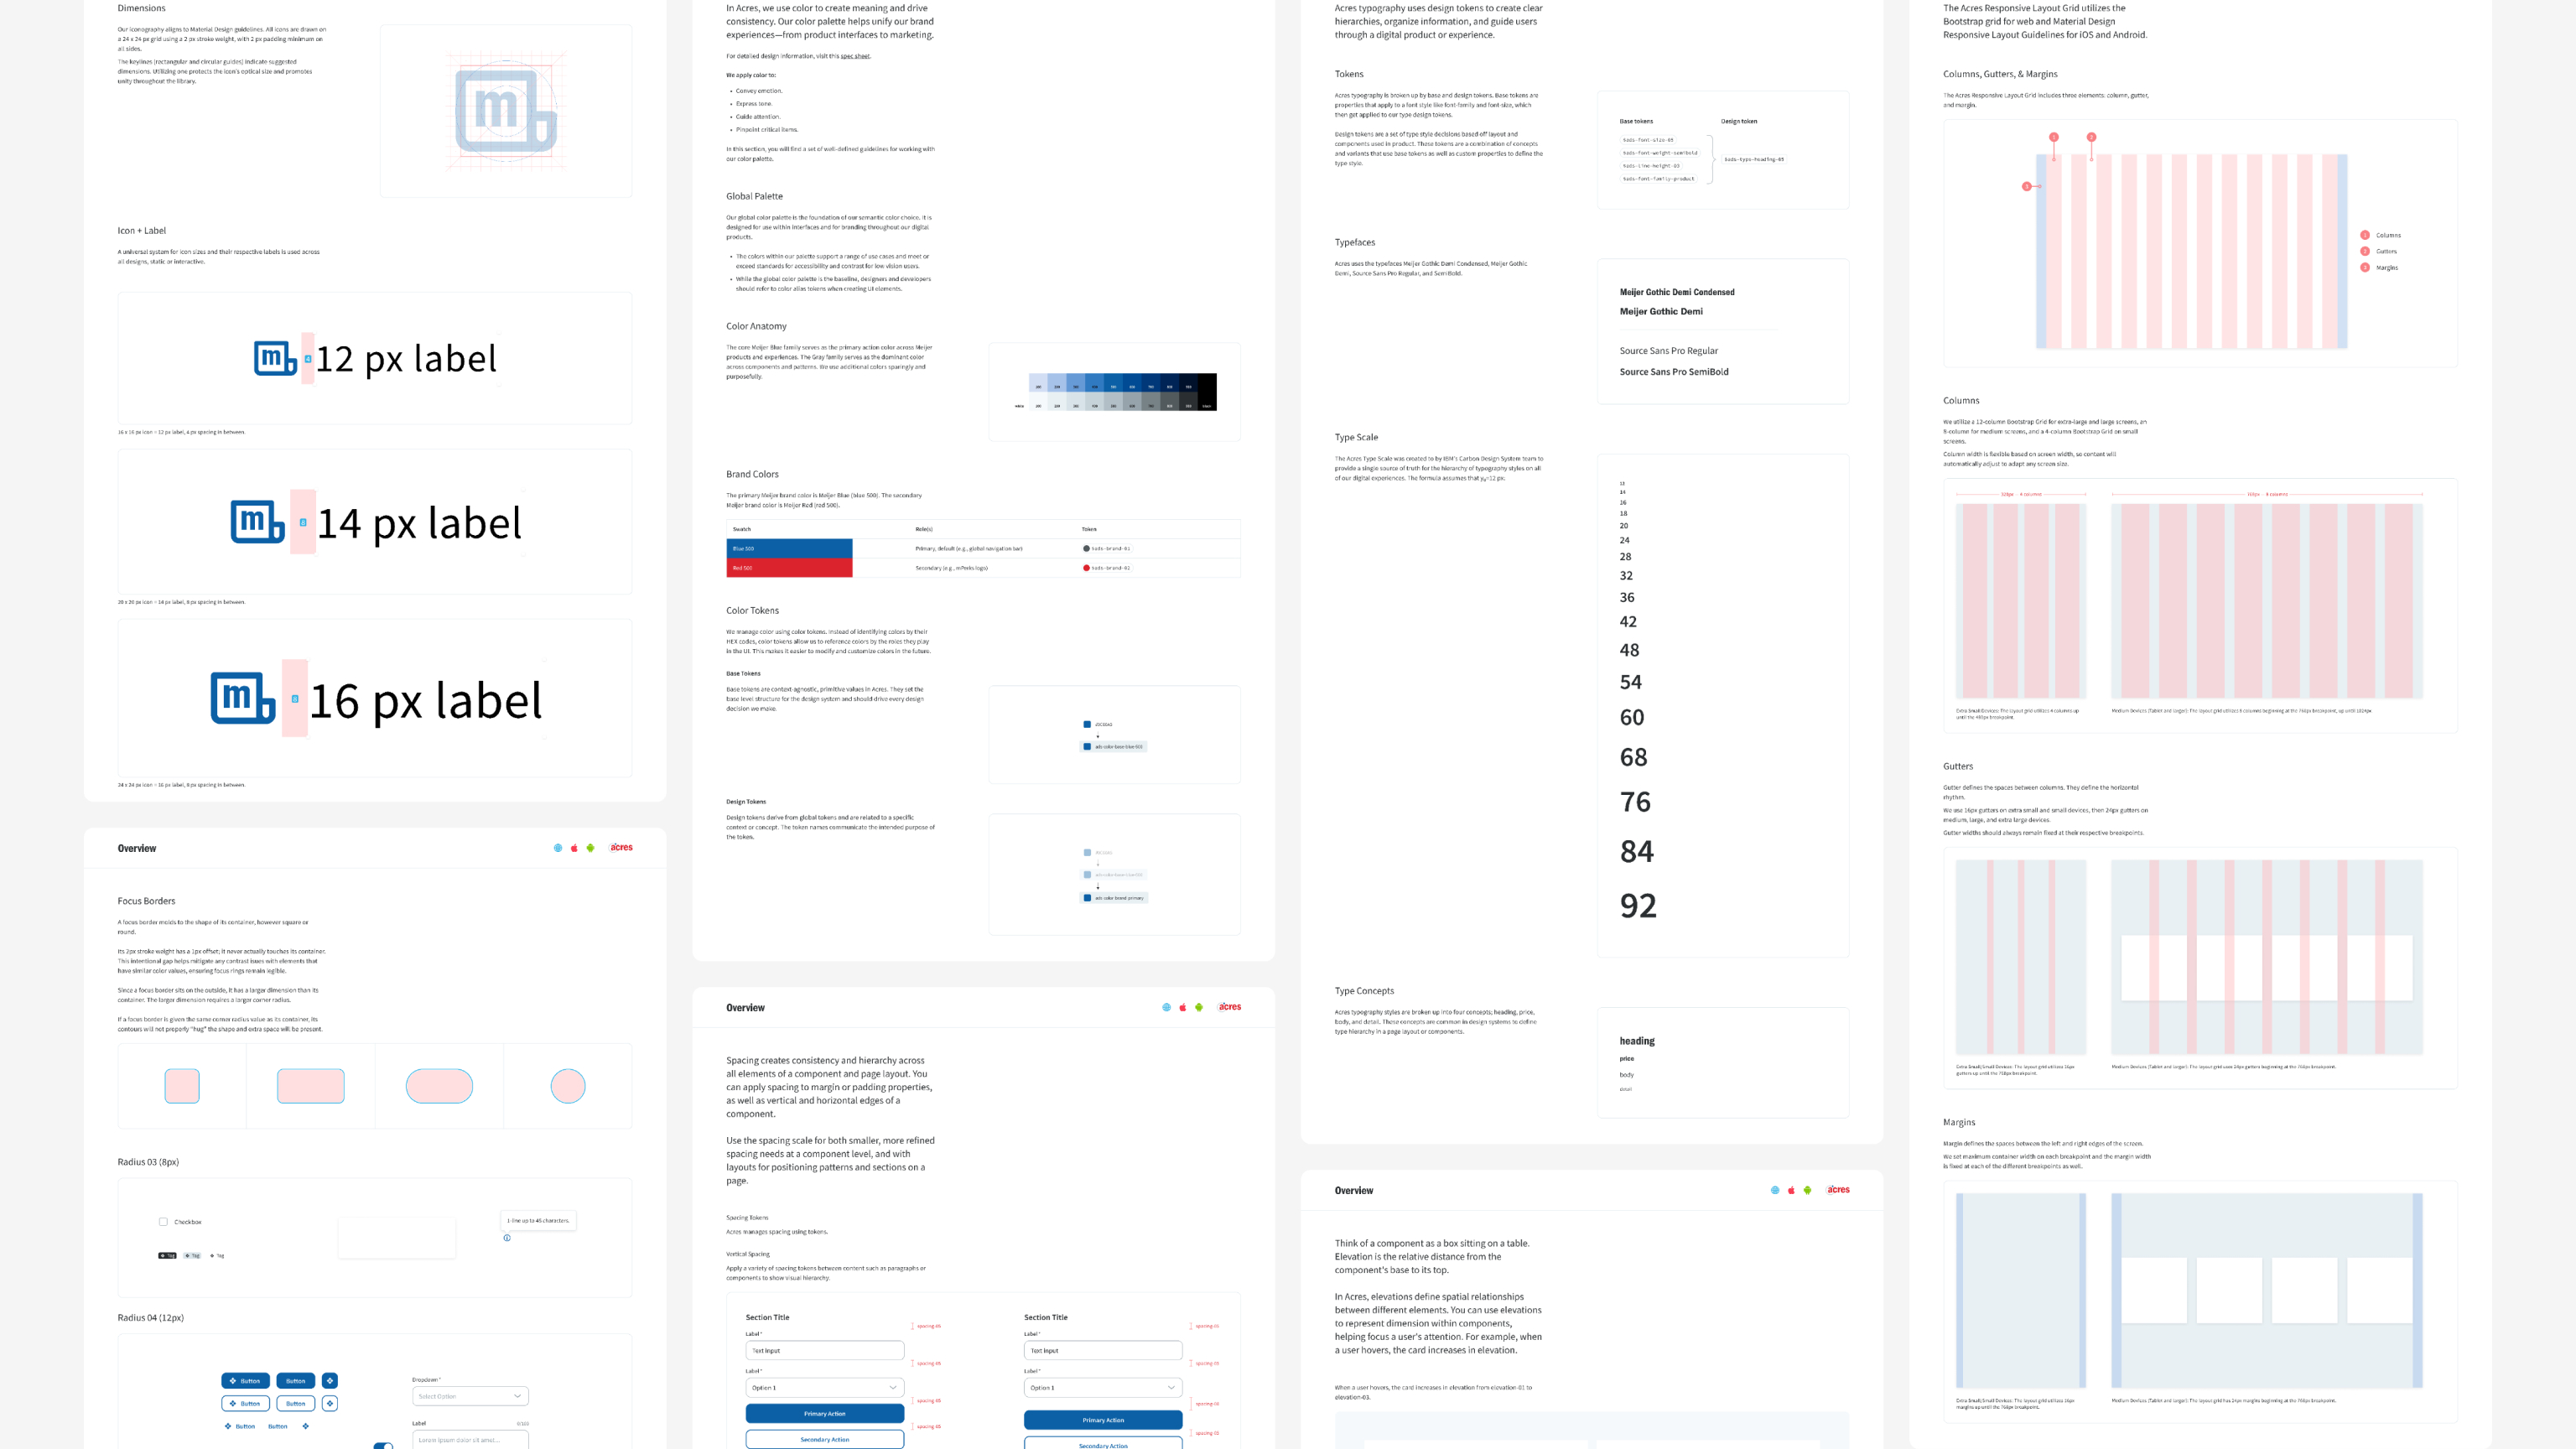 Dimensions
Our iconography aligns to Material Design guidelines. All icons are drawn on
a 24 x 24 px grid using a 2 px stroke weight, with 2 px padding minimum on
all sides.
The keylines (rectangular and circular guides) indicate suggested
dimensions. Utilizing one protects the icon's optical size and promotes
unity throughout the library.
Icon + Label
A universal system for icon sizes and their respective labels is used across
all designs, static or interactive.
12 px label
16 x 16 px icon + 12 px label, 4 px spacing in between.
14 px label
20 x 20 px icon + 14 px label, 8 px spacing in between.
16 px label
24 x 24 px icon + 16 px label, 8 px spacing in between.
Overview
acres
Focus Borders
A focus border molds to the shape of its container, however square or
round.
Its 2px stroke weight has a 1px offset; it never actually touches its container.
This intentional gap helps mitigate any contrast issues with elements that
have similar color values, ensuring focus rings remain legible.
Since a focus border sits on the outside, it has a larger dimension than its
container. The larger dimension requires a larger corner radius.
If a focus border is given the same corner radius value as its container, its
contours will not properly "hug" the shape and extra space will be present.
Radius 03 (8px)
Checkbox
1-line up to 45 characters.
Tag
Tag
Tag
Radius 04 (12px)
Button
Button
Button
Button
Button
Button
Dropdown*
Select Option
Label
0/100
Lorem ipsum dolor sit amet...
In Acres, we use color to create meaning and drive
consistency. Our color palette helps unify our brand
experiences—from product interfaces to marketing.
For detailed design information, visit this spec sheet.
We apply color to:
• Convey emotion.
• Express tone.
• Guide attention.
• Pinpoint critical items.
In this section, you will find a set of well-defined guidelines for working with
our color palette.
Global Palette
Our global color palette is the foundation of our semantic color choice. It is
designed for use within interfaces and for branding throughout our digital
products.
• The colors within our palette support a range of use cases and meet or
exceed standards for accessibility and contrast for low vision users.
• While the global color palette is the baseline, designers and developers
should refer to color alias tokens when creating UI elements.
Color Anatomy
The core Meijer Blue family serves as the primary action color across Meijer
products and experiences. The Gray family serves as the dominant color
across components and patterns. We use additional colors sparingly and
purposefully.
Brand Colors
The primary Meijer brand color is Meijer Blue (blue 500). The secondary
Meijer brand color is Meijer Red (red 500).
Swatch
Role(s)
Token
Blue 500
Primary, default (e.g., global navigation bar)
$ads-brand-01
Red 500
Secondary (e.g., mPerks logo)
$ads-brand-02
Color Tokens
We manage color using color tokens. Instead of identifying colors by their
HEX codes, color tokens allow us to reference colors by the roles they play
in the UI. This makes it easier to modify and customize colors in the future.
Base Tokens
Base tokens are context-agnostic, primitive values in Acres. They set the
base level structure for the design system and should drive every design
decision we make.
Design Tokens
Design tokens derive from global tokens and are related to a specific
context or concept. The token names communicate the intended purpose of
the token.
ads color brand primary
Overview
acres
Spacing creates consistency and hierarchy across
all elements of a component and page layout. You
can apply spacing to margin or padding properties,
as well as vertical and horizontal edges of a
component.
Use the spacing scale for both smaller, more refined
spacing needs at a component level, and with
layouts for positioning patterns and sections on a
page.
Spacing Tokens
Acres manages spacing using tokens.
Vertical Spacing
Apply a variety of spacing tokens between content such as paragraphs or
components to show visual hierarchy.
Section Title
Label*
Text Input
Label*
Option 1
Primary Action
Secondary Action
Section Title
Label*
Text Input
Label*
Option 1
Primary Action
Secondary Action
Acres typography uses design tokens to create clear
hierarchies, organize information, and guide users
through a digital product or experience.
Tokens
Acres typography is broken up by base and design tokens. Base tokens are
properties that apply to a font style like font-family and font-size, which
then get applied to our type design tokens.
Design tokens are a set of type style decisions based off layout and
components used in product. These tokens are a combination of concepts
and variants that use base tokens as well as custom properties to define the
type style.
Base tokens
Design token
$ads-font-size-05
$ads-font-weight-semibold
$ads-line-height-03
$ads-font-family-product
$ads-type-heading-05
Typefaces
Acres uses the typefaces Meijer Gothic Demi Condensed, Meijer Gothic
Demi, Source Sans Pro Regular, and SemiBold.
Meijer Gothic Demi Condensed
Meijer Gothic Demi
Source Sans Pro Regular
Source Sans Pro SemiBold
Type Scale
The Acres Type Scale was created to by IBM's Carbon Design System team to
provide a single source of truth for the hierarchy of typography styles on all
of our digital experiences. The formula assumes that y₀=12 px.
12
14
16
18
20
24
28
32
36
42
48
54
60
68
76
84
92
Type Concepts
Acres typography styles are broken up into four concepts; heading, price,
body, and detail. These concepts are common in design systems to define
type hierarchy in a page layout or components.
heading
price
body
detail
Overview
acres
Think of a component as a box sitting on a table.
Elevation is the relative distance from the
component's base to its top.
In Acres, elevations define spatial relationships
between different elements. You can use elevations
to represent dimension within components,
helping focus a user's attention. For example, when
a user hovers, the card increases in elevation.
When a user hovers, the card increases in elevation from elevation-01 to
elevation-03.
The Acres Responsive Layout Grid utilizes the
Bootstrap grid for web and Material Design
Responsive Layout Guidelines for iOS and Android.
Columns, Gutters, & Margins
The Acres Responsive Layout Grid includes three elements: column, gutter,
and margin.
1 Columns
2 Gutters
3 Margins
Columns
We utilize a 12-column Bootstrap Grid for extra-large and large screens, an
8-column for medium screens, and a 4-column Bootstrap Grid on small
screens.
Column width is flexible based on screen width, so content will
automatically adjust to adapt any screen size.
Gutters
Gutter defines the spaces between columns. They define the horizontal
rhythm.
We use 16px gutters on extra small and small devices, then 24px gutters on
medium, large, and extra large devices.
Gutter widths should always remain fixed at their respective breakpoints.
Margins
Margin defines the spaces between the left and right edges of the screen.
We set maximum container width on each breakpoint and the margin width
is fixed at each of the different breakpoints as well.